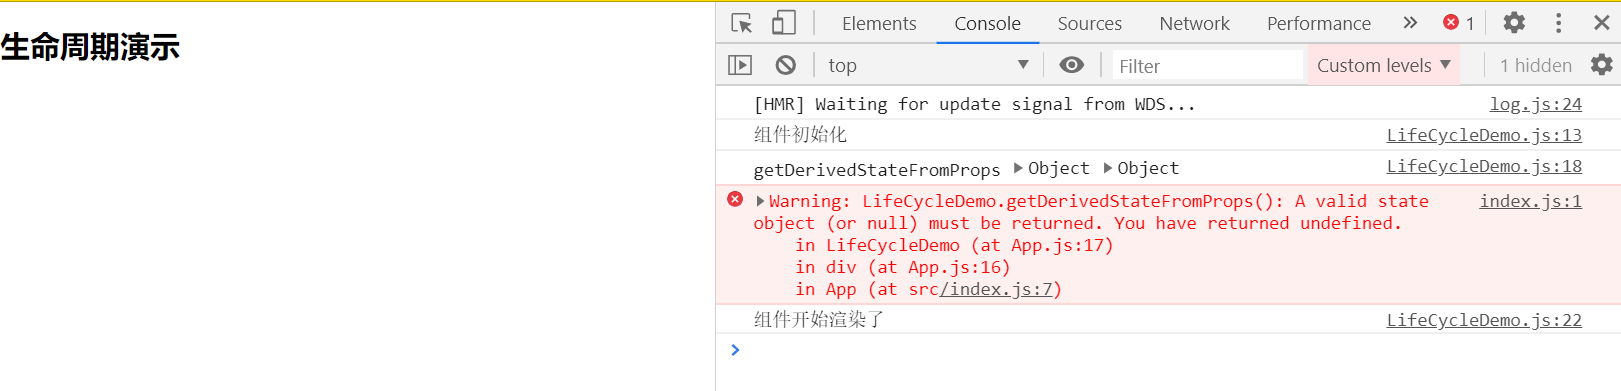 生命周期演示
Elements Console Sources Network Performance 1
top Filter Custom levels 1 hidden
[HMR] Waiting for update signal from WDS... log.js:24
组件初始化 LifeCycleDemo.js:13
getDerivedStateFromProps Object Object LifeCycleDemo.js:18
Warning: LifeCycleDemo.getDerivedStateFromProps(): A valid state index.js:1
object (or null) must be returned. You have returned undefined.
in LifeCycleDemo (at App.js:17)
in div (at App.js:16)
in App (at src/index.js:7)
组件开始渲染了 LifeCycleDemo.js:22